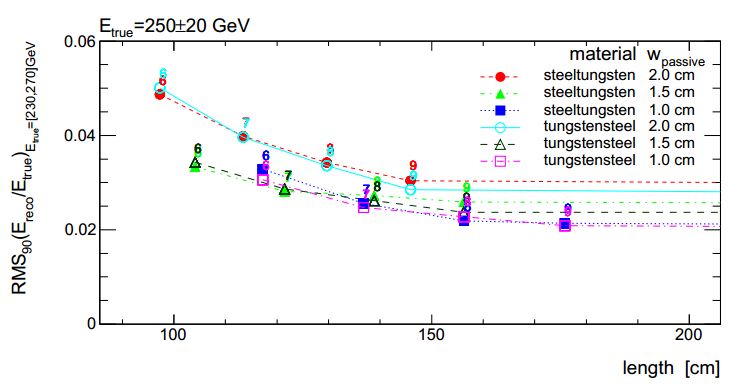 E_true=250±20 GeV
0.06
material w_passive
steeltungsten 2.0 cm
steeltungsten 1.5 cm
steeltungsten 1.0 cm
tungstensteel 2.0 cm
tungstensteel 1.5 cm
tungstensteel 1.0 cm
0.04
0.02
0
RMS_90(E_reco/E_true)_E_true=[230,270]GeV
7
6
6
7
7
8
9
9
100
150
200
length [cm]